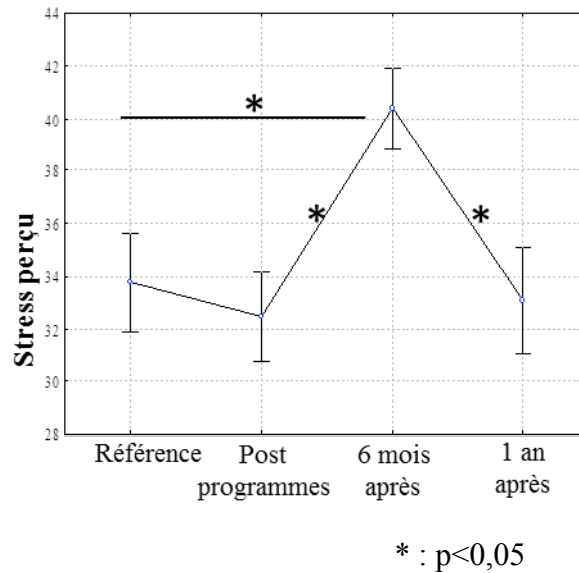 44
42
40
38
36
34
32
30
28
Stress perçu
*
*
*
Référence
Post
programmes
6 mois
après
1 an
après
* : p<0,05